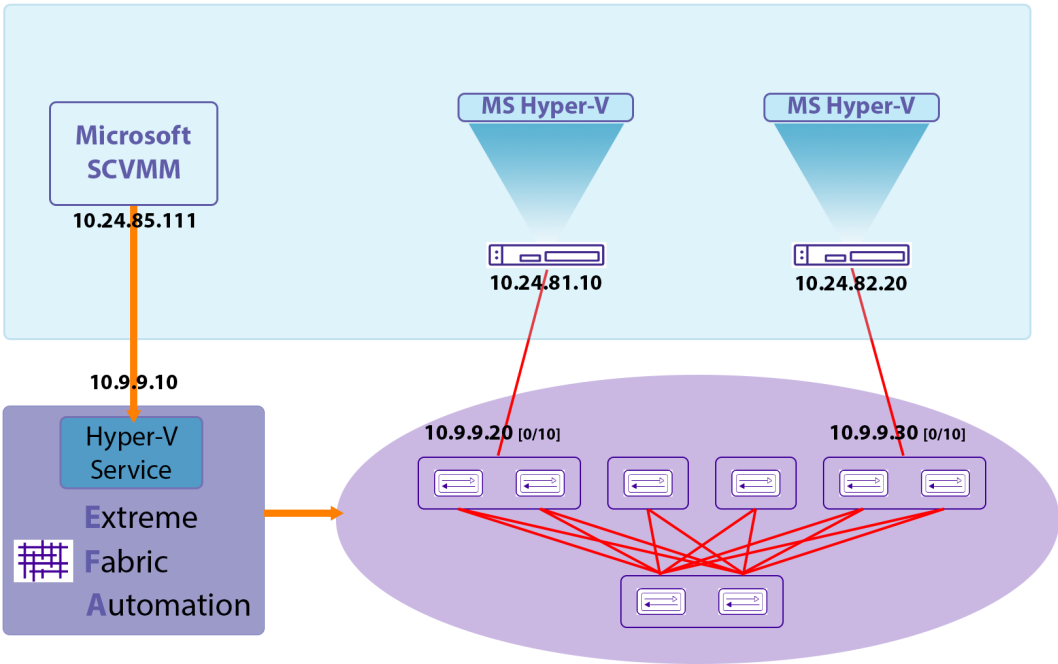 MS Hyper-V
MS Hyper-V
Microsoft
SCVMM
10.24.85.111
10.24.81.10
10.24.82.20
10.9.9.10
Hyper-V
Service
Extreme
Fabric
Automation
10.9.9.20 [0/10]
10.9.9.30 [0/10]